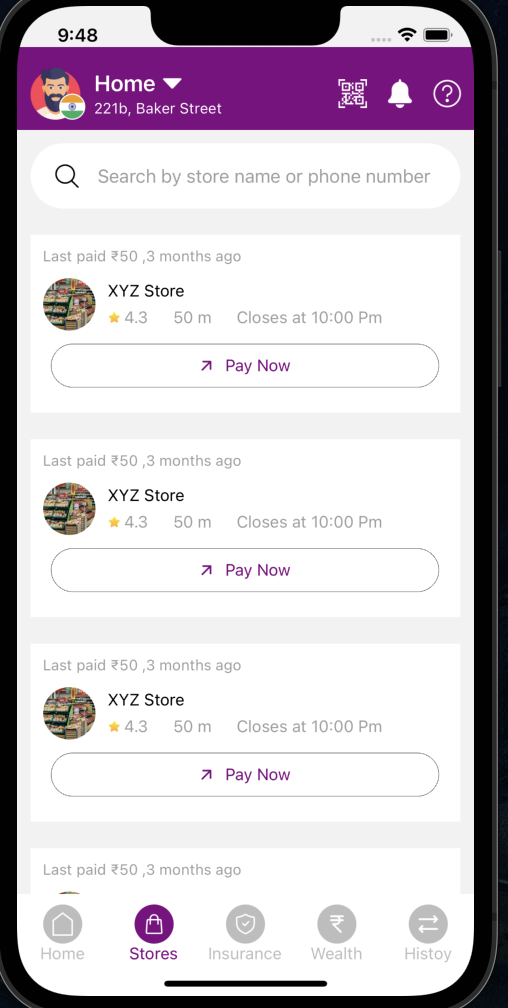 9:48
Home
221b, Baker Street
Search by store name or phone number
Last paid ₹50 ,3 months ago
XYZ Store
4.3 50 m Closes at 10:00 Pm
Pay Now
Last paid ₹50 ,3 months ago
XYZ Store
4.3 50 m Closes at 10:00 Pm
Pay Now
Last paid ₹50 ,3 months ago
XYZ Store
4.3 50 m Closes at 10:00 Pm
Pay Now
Last paid ₹50 ,3 months ago
Home Stores Insurance Wealth Histoy